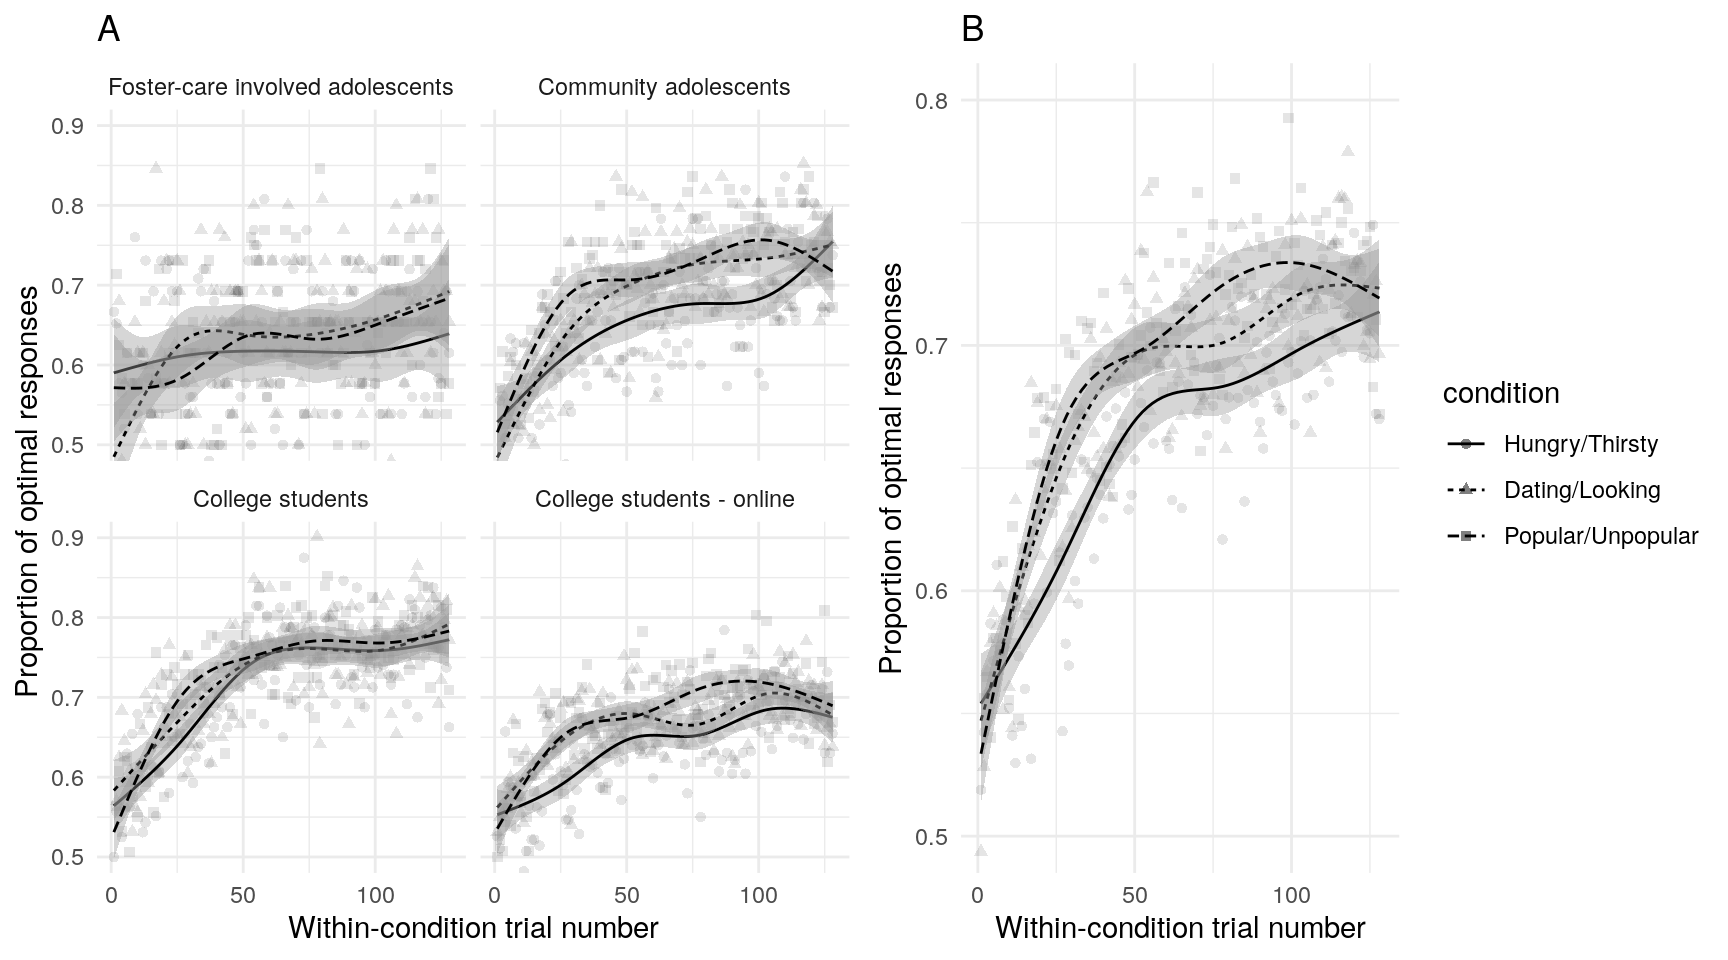 A
B
Foster-care involved adolescents
Community adolescents
Proportion of optimal responses
0.9
0.8
0.7
0.6
0.5
College students
College students - online
0.9
0.8
0.7
0.6
0.5
0
50
100
0
50
100
Within-condition trial number
Proportion of optimal responses
0.8
0.7
0.6
0.5
0
50
100
Within-condition trial number
condition
Hungry/Thirsty
Dating/Looking
Popular/Unpopular